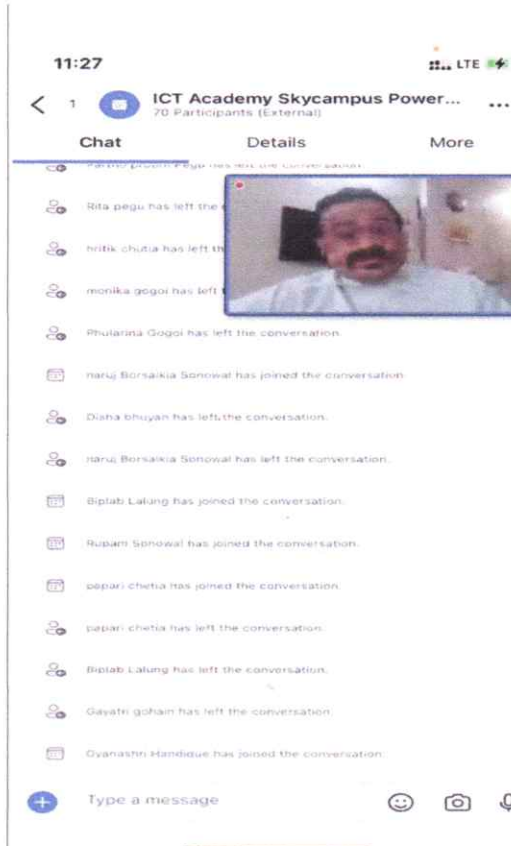 11:27
LTE
1
ICT Academy Skycampus Power...
70 Participants (External)
Chat Details More
has left the conversation.
Rita pegu has left the
hritik chutia has left th
monika gogoi has left
Phularina Gogoi has left the conversation.
naruj Borsaikia Sonowal has joined the conversation
Disha bhuyan has left the conversation.
naruj Borsaikia Sonowal has left the conversation.
Biplab Lalung has joined the conversation.
Rupam Sonowal has joined the conversation.
papari chetia has joined the conversation.
papari chetia has left the conversation.
Biplab Lalung has left the conversation.
Gayatri gohain has left the conversation.
Gyanashri Handique has joined the conversation.
Type a message